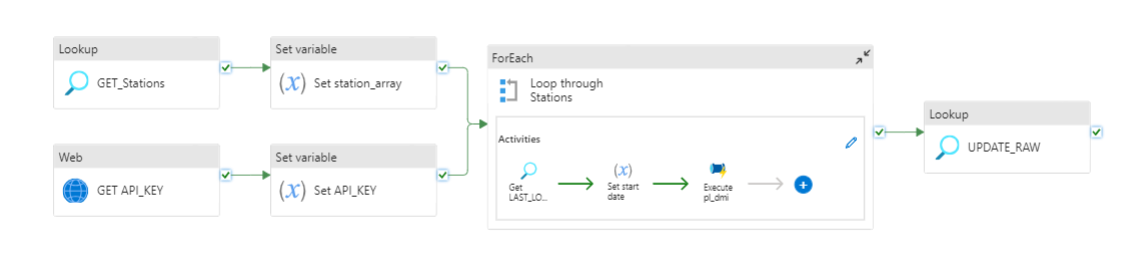 Lookup
GET_Stations
Set variable
(x) Set station_array
Web
GET API_KEY
Set variable
(x) Set API_KEY
ForEach
Loop through
Stations
Activities
Get
LAST_LO...
(x)
Set start
date
Execute
pl_dmi
Lookup
UPDATE_RAW